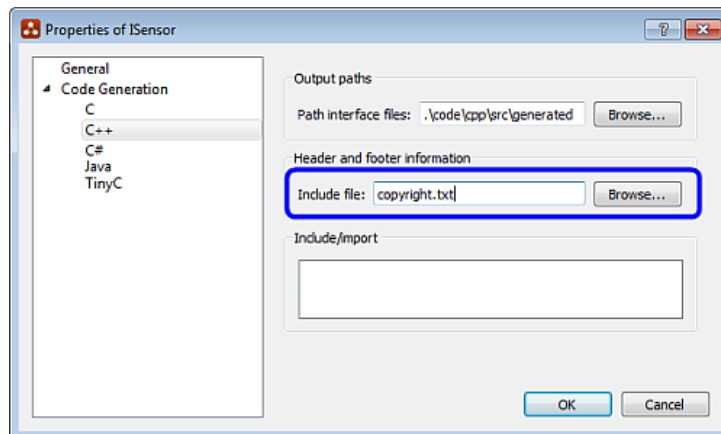 Properties of ISensor
?
General
Code Generation
C
C++
C#
Java
TinyC
Output paths
Path interface files: .\code\cpp\src\generated Browse...
Header and footer information
Include file: copyright.txt Browse...
Include/import
OK Cancel